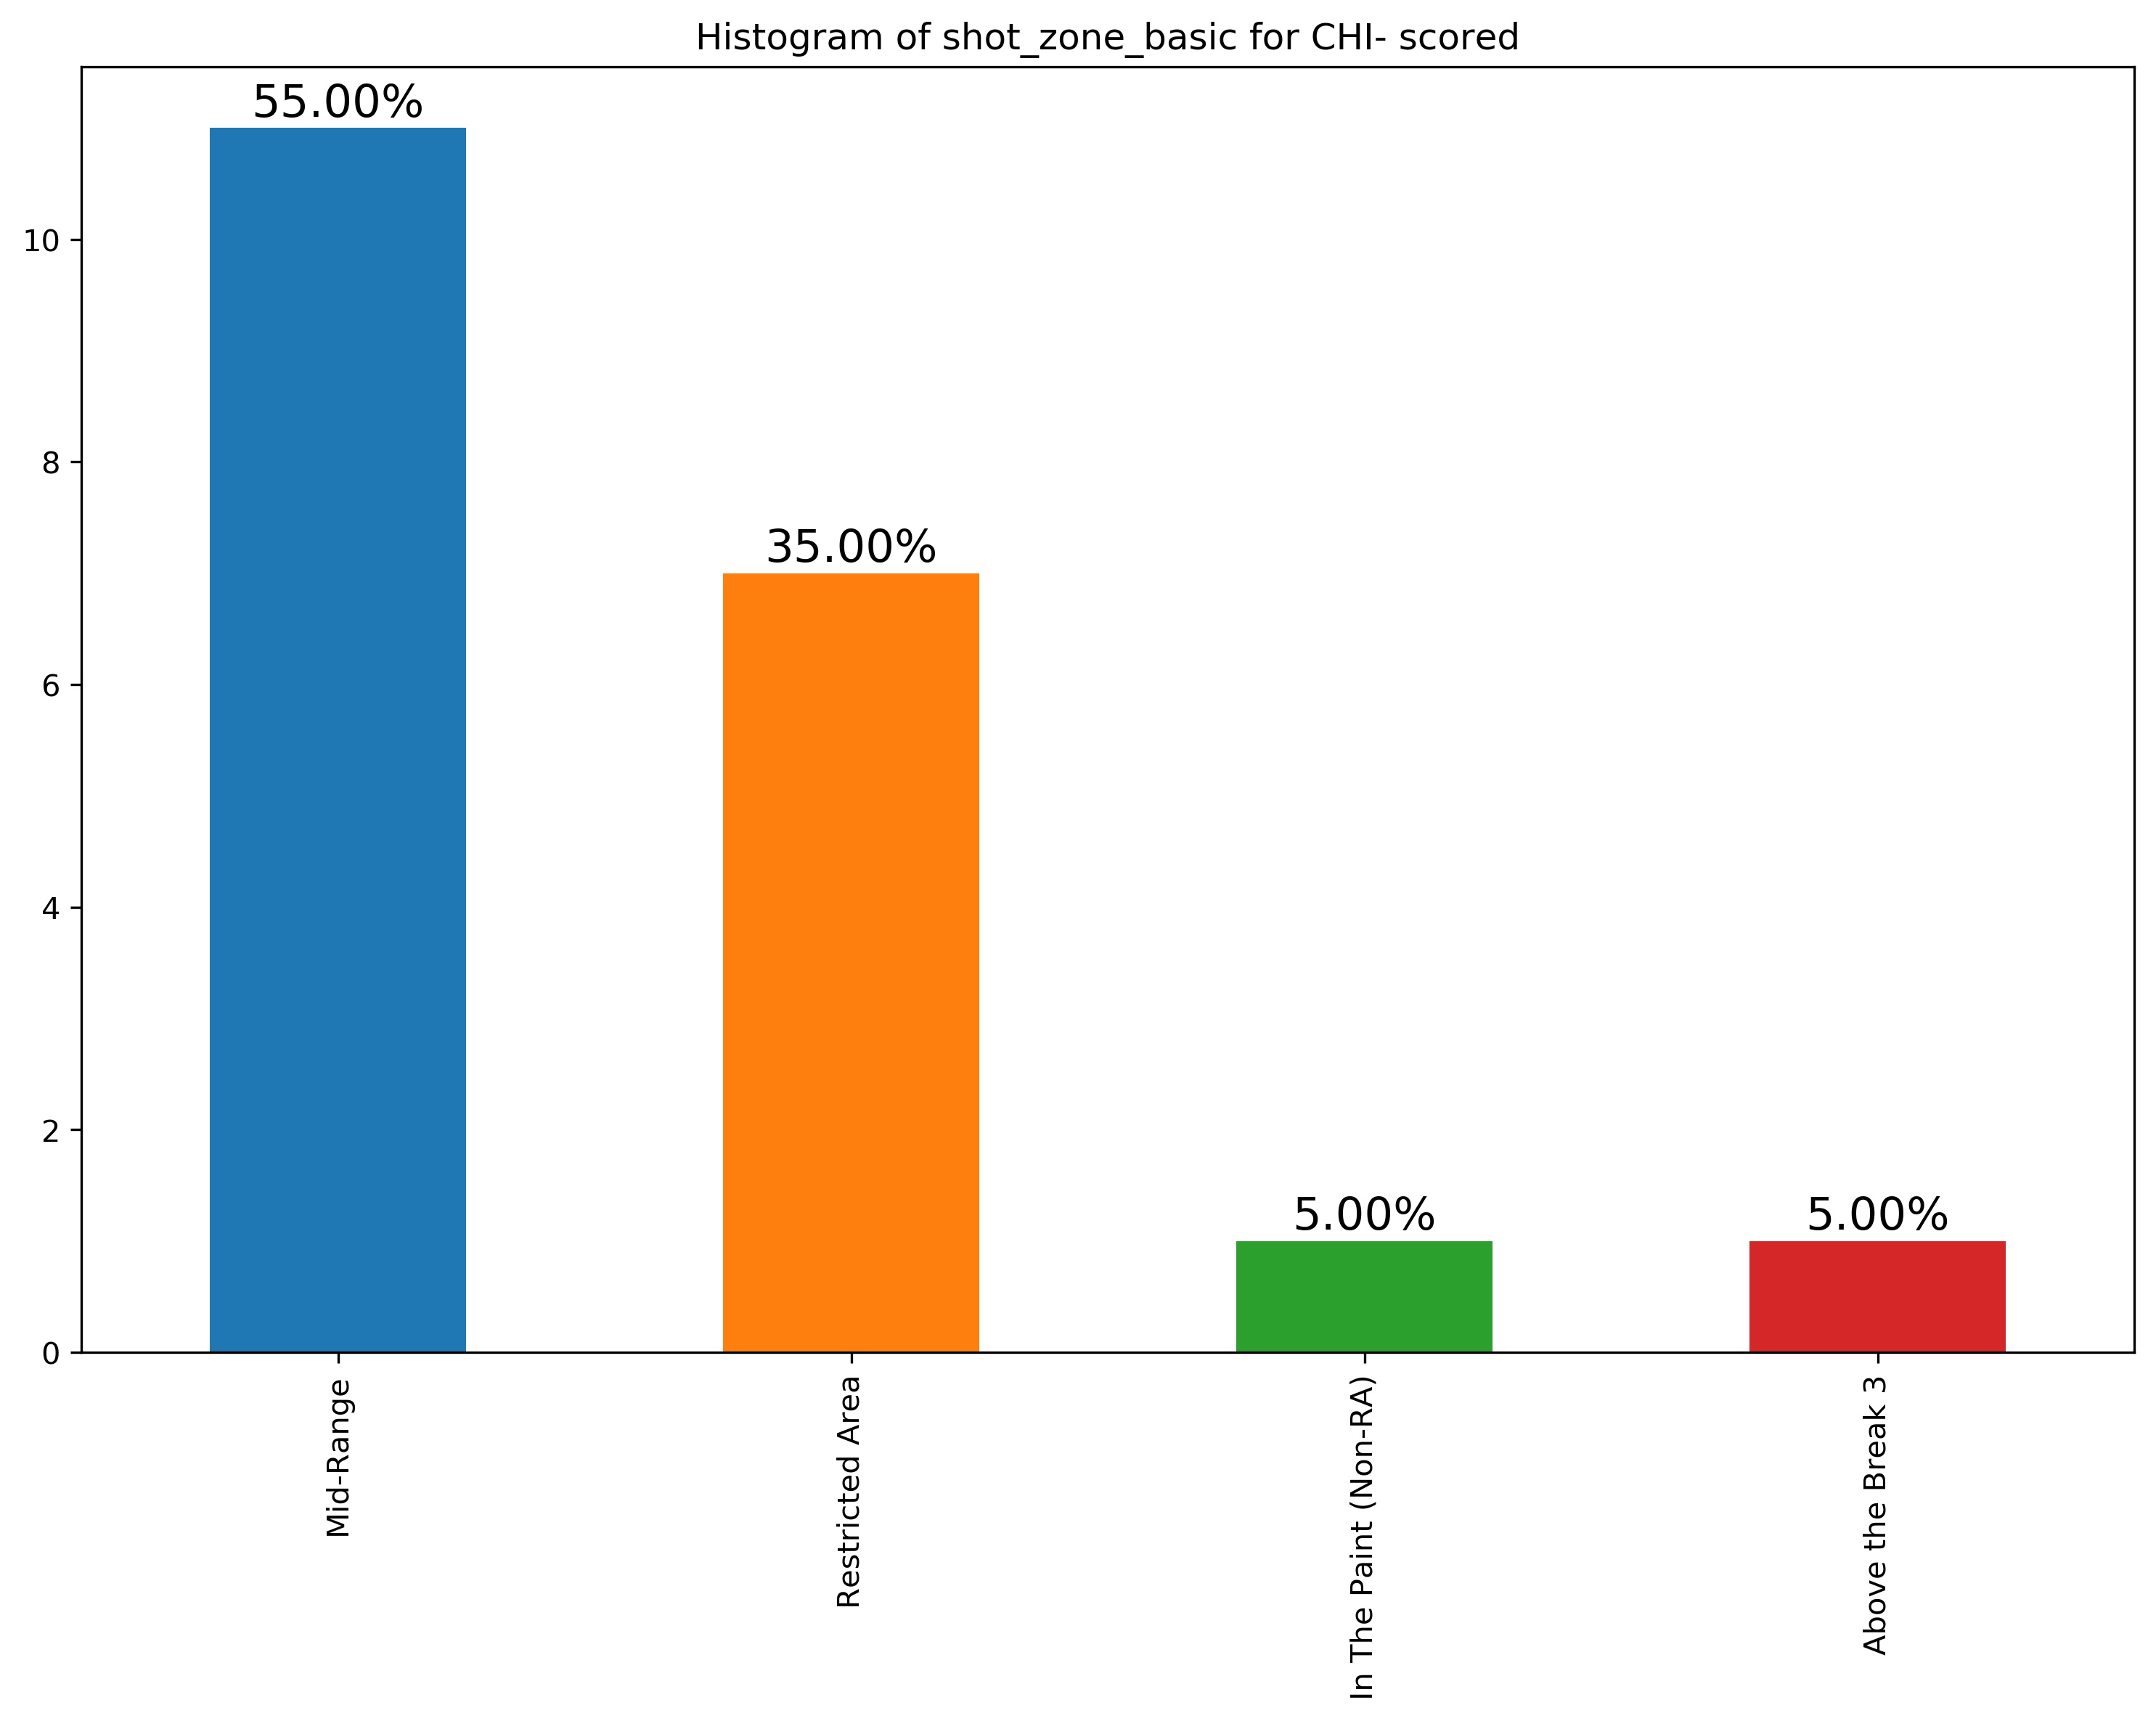 Histogram of shot_zone_basic for CHI- scored
55.00%
35.00%
5.00%
5.00%
10
8
6
4
2
0
Mid-Range
Restricted Area
In The Paint (Non-RA)
Above the Break 3